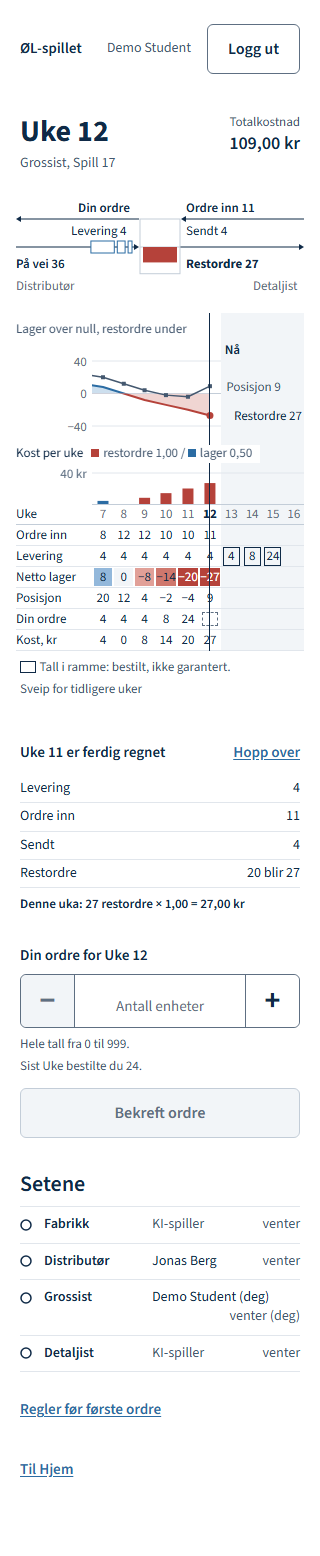 ØL-spillet Demo Student Logg ut
Uke 12 Totalkostnad
109,00 kr
Grossist, Spill 17
Din ordre Ordre inn 11
Levering 4 Sendt 4
På vei 36 Restordre 27
Distributør Detaljist
Lager over null, restordre under
Nå
40
0
−40
Posisjon 9
Restordre 27
Kost per uke restordre 1,00 / lager 0,50
40 kr
Uke 7 8 9 10 11 12 13 14 15 16
Ordre inn 8 12 12 10 10 11
Levering 4 4 4 4 4 4 4 8 24
Netto lager 8 0 −8 −14 −20 −27
Posisjon 20 12 4 −2 −4 9
Din ordre 4 4 4 8 24
Kost, kr 4 0 8 14 20 27
Tall i ramme: bestilt, ikke garantert.
Sveip for tidligere uker
Uke 11 er ferdig regnet Hopp over
Levering 4
Ordre inn 11
Sendt 4
Restordre 20 blir 27
Denne uka: 27 restordre × 1,00 = 27,00 kr
Din ordre for Uke 12
− Antall enheter +
Hele tall fra 0 til 999.
Sist Uke bestilte du 24.
Bekreft ordre
Setene
Fabrikk KI-spiller venter
Distributør Jonas Berg venter
Grossist Demo Student (deg)
venter (deg)
Detaljist KI-spiller venter
Regler før første ordre
Til Hjem